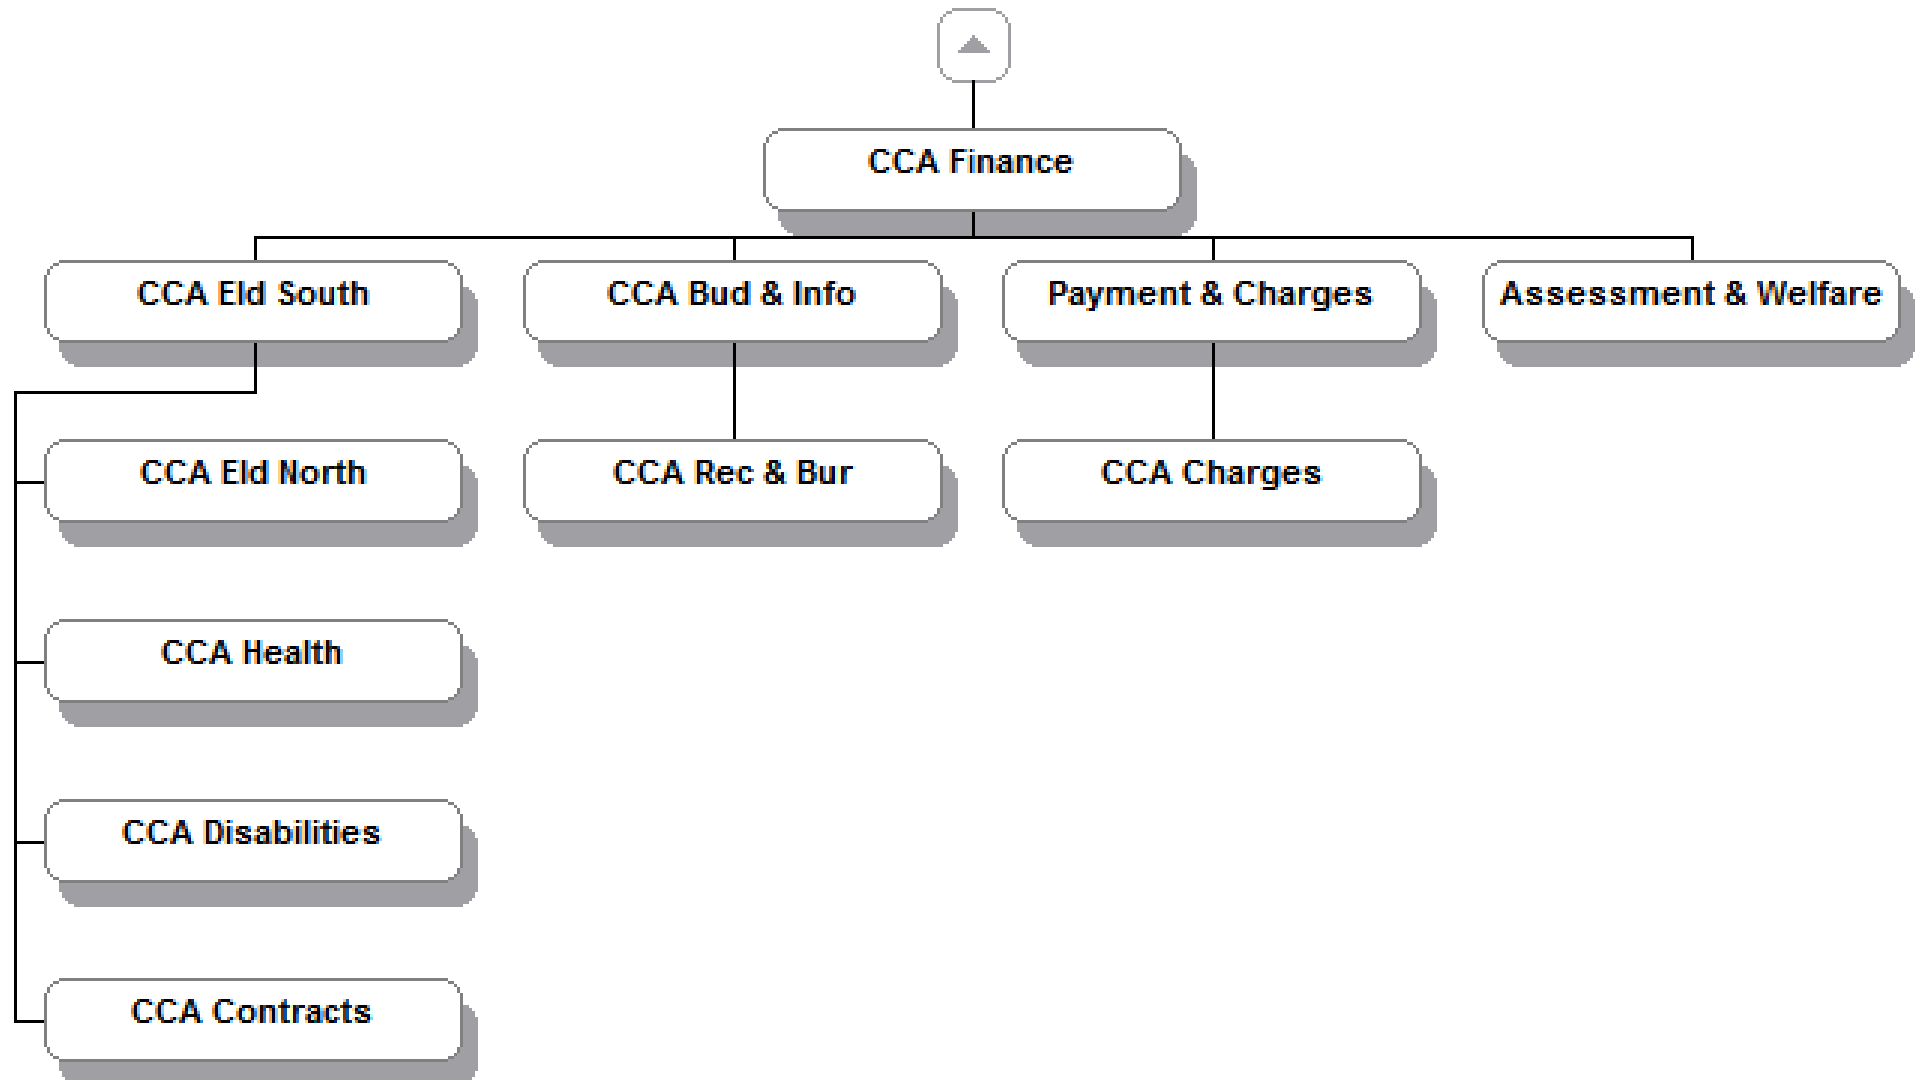 CCA Finance
CCA Eld South
CCA Bud & Info
Payment & Charges
Assessment & Welfare
CCA Eld North
CCA Rec & Bur
CCA Charges
CCA Health
CCA Disabilities
CCA Contracts